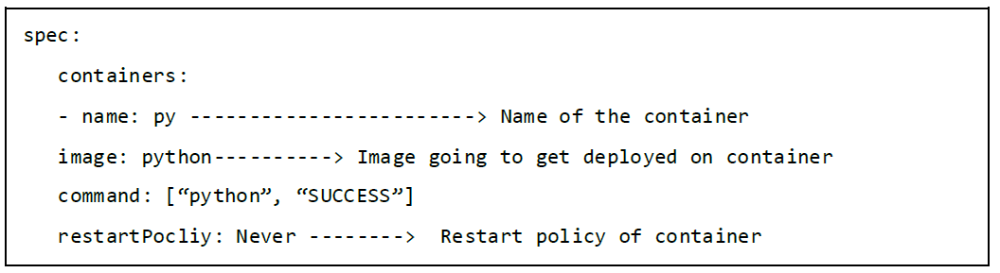 spec:
containers:
- name: py ------------------------> Name of the container
image: python----------> Image going to get deployed on container
command: [“python”, “SUCCESS”]
restartPocliy: Never --------> Restart policy of container